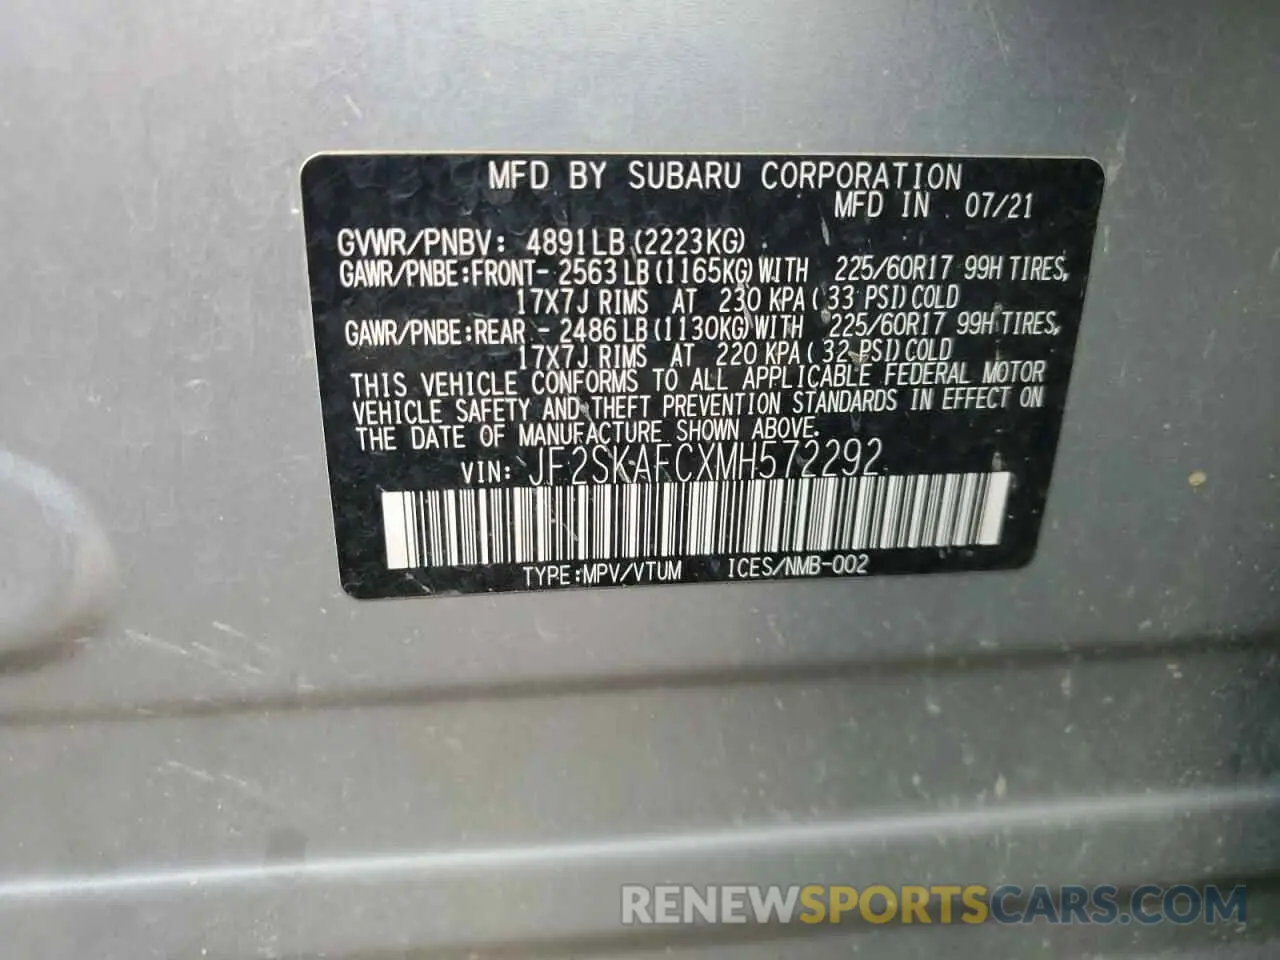 MFD BY SUBARU CORPORATION
MFD IN 07/21
GVWR/PNBV: 4891LB (2223KG)
GAWR/PNBE:FRONT- 2563LB (1165KG) WITH 225/60R17 99H TIRES,
17X7J RIMS AT 230 KPA ( 33 PSI) COLD
GAWR/PNBE:REAR - 2486LB (1130KG) WITH 225/60R17 99H TIRES,
17X7J RIMS AT 220 KPA ( 32 PSI) COLD
THIS VEHICLE CONFORMS TO ALL APPLICABLE FEDERAL MOTOR
VEHICLE SAFETY AND THEFT PREVENTION STANDARDS IN EFFECT ON
THE DATE OF MANUFACTURE SHOWN ABOVE.
VIN: JF2SKAFCXMH572292
TYPE:MPV/VTUM ICES/NMB-002
RENEWSPORTSCARS.COM